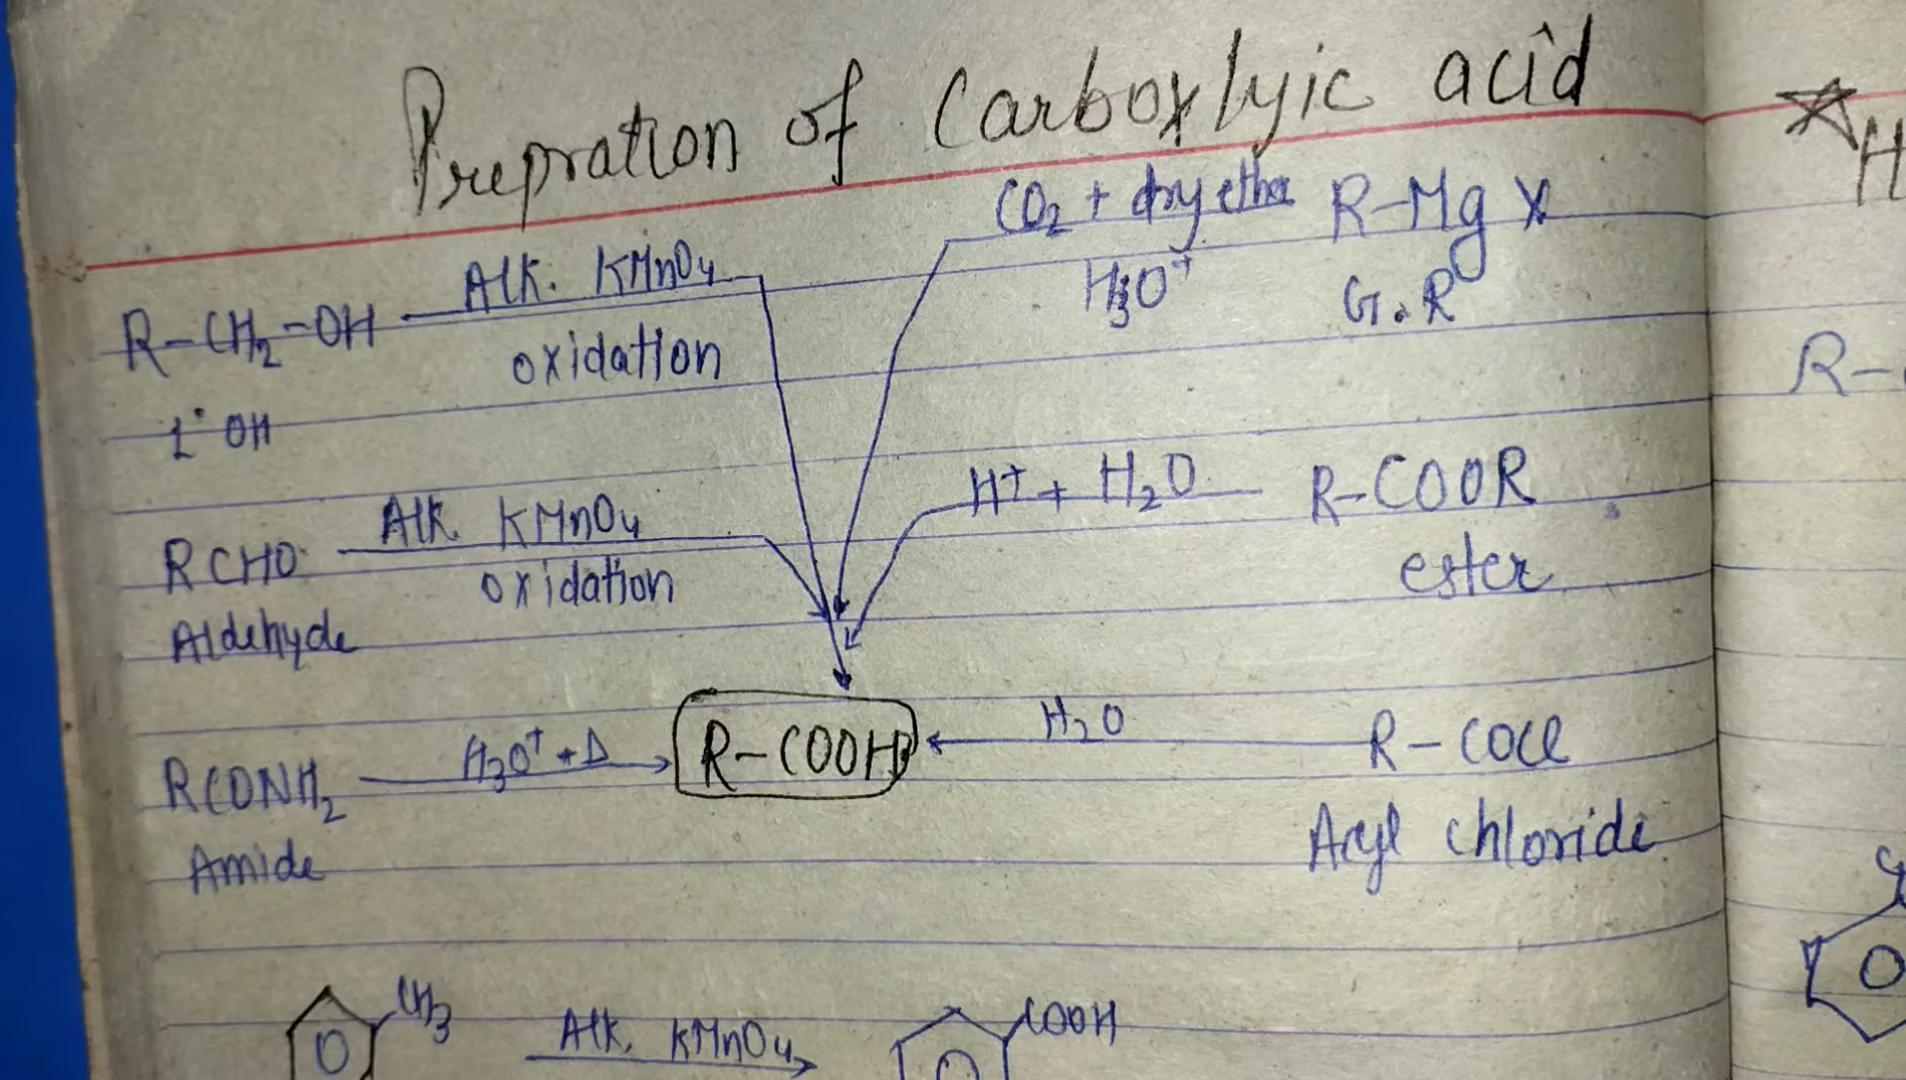 Prepration of Carboxlyic acid
CO2 + dry ether R-Mg X
H3O+ G.R
R-CH2-OH Alk. KMnO4
oxidation
1° OH
H+ + H2O R-COOR
ester
RCHO Alk. KMnO4
oxidation
Aldehyde
RCONH2 H3O+ + Δ R-COOH H2O R-COCl
Amide Acyl chloride
CH3 Alk. KMnO4 COOH
H
R-